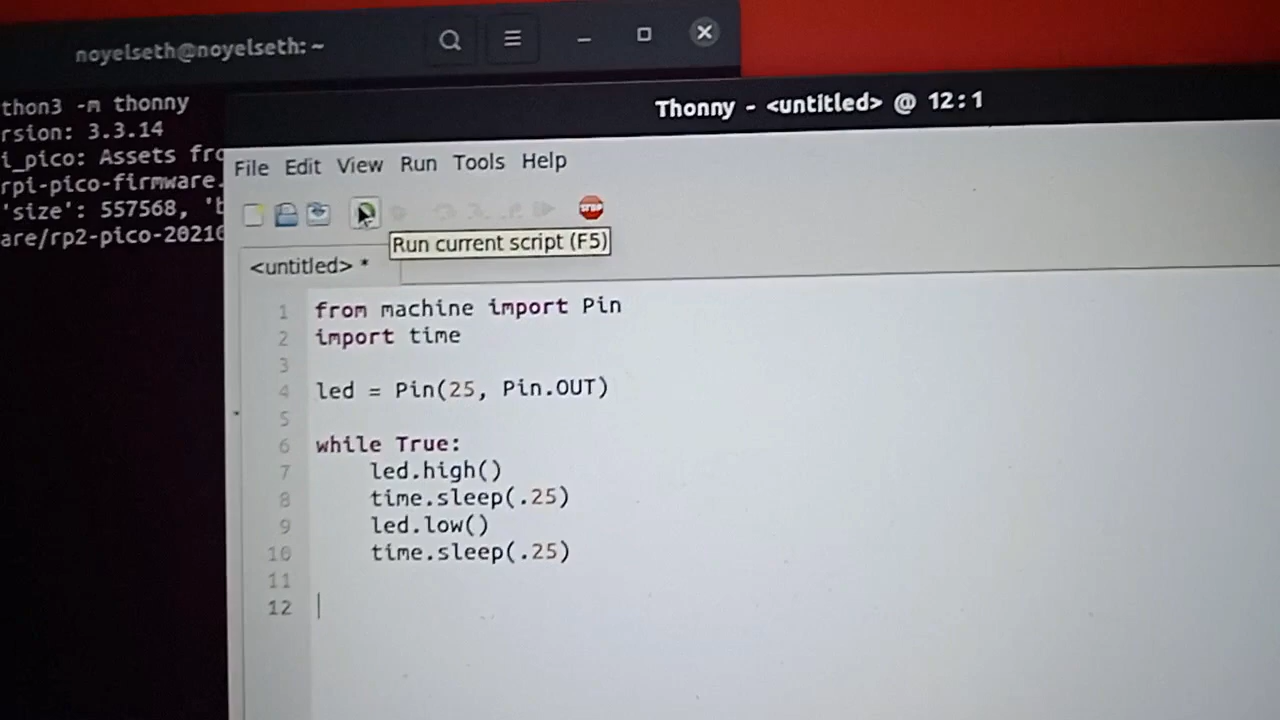 noyelseth@noyelseth: ~
thon3 -m thonny
rsion: 3.3.14
i_pico: Assets fro
rpi-pico-firmware.
'size': 557568, 'b
are/rp2-pico-20210
Thonny - <untitled> @ 12:1
File Edit View Run Tools Help
STOP
Run current script (F5)
<untitled> *
1 from machine import Pin
2 import time
3
4 led = Pin(25, Pin.OUT)
5
6 while True:
7 led.high()
8 time.sleep(.25)
9 led.low()
10 time.sleep(.25)
11
12